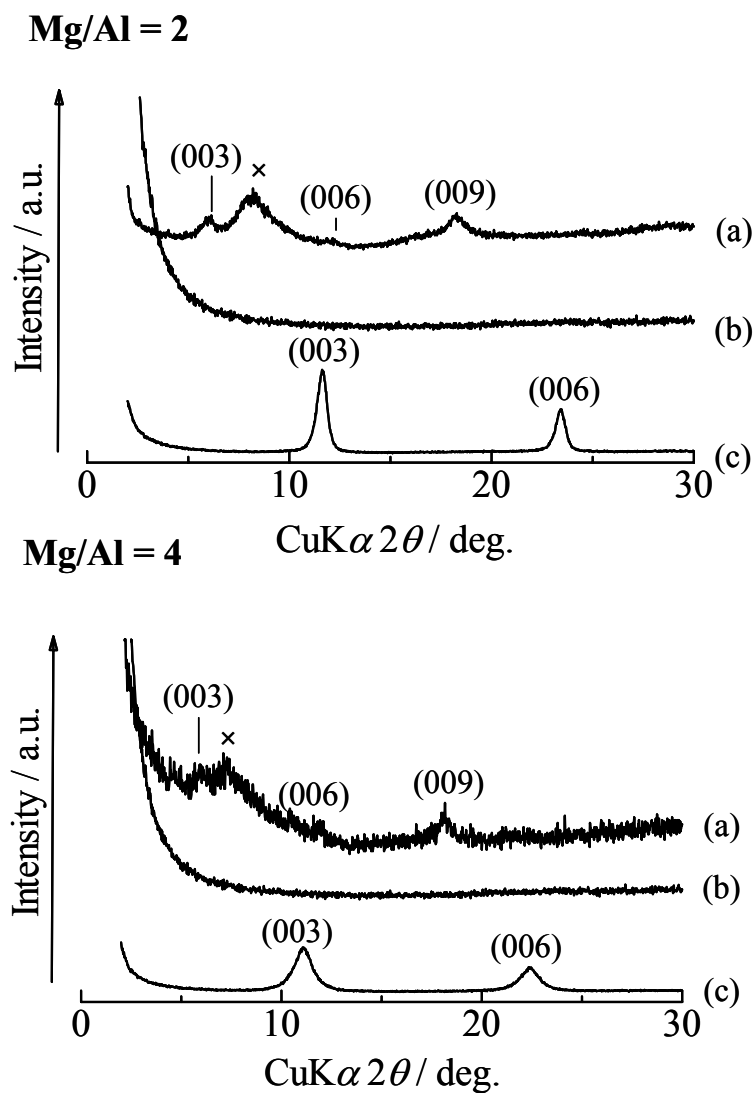 Mg/Al = 2
Intensity / a.u.
(003)
×
(006)
(009)
(a)
(b)
(003)
(006)
(c)
0 10 20 30
CuKα 2θ / deg.
Mg/Al = 4
Intensity / a.u.
(003)
×
(006)
(009)
(a)
(b)
(003)
(006)
(c)
0 10 20 30
CuKα 2θ / deg.